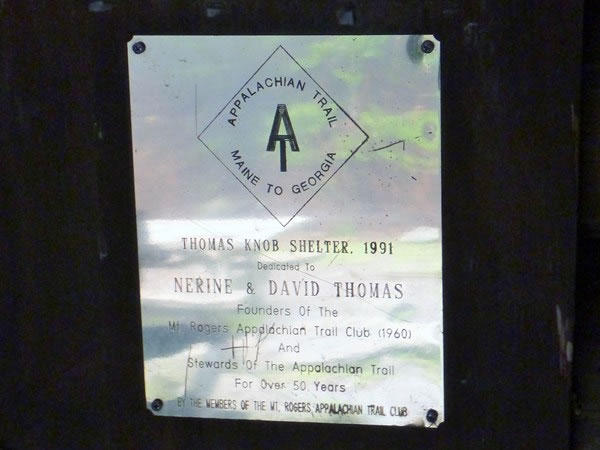 APPALACHIAN TRAIL
AT
MAINE TO GEORGIA
THOMAS KNOB SHELTER, 1991
Dedicated To
NERINE & DAVID THOMAS
Founders Of The
Mt. Rogers Appalachian Trail Club (1960)
And
Stewards Of The Appalachian Trail
For Over 50 Years
BY THE MEMBERS OF THE MT. ROGERS APPALACHIAN TRAIL CLUB